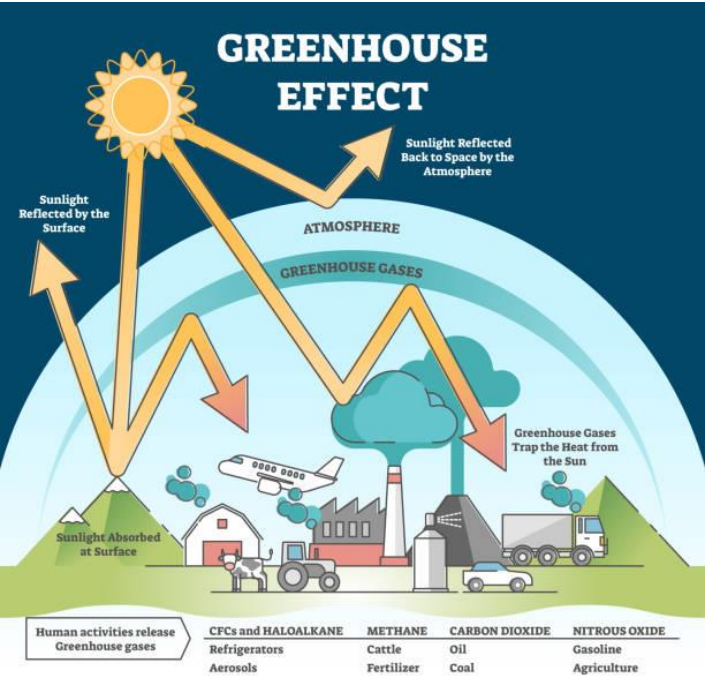 GREENHOUSE
EFFECT
Sunlight Reflected
Back to Space by the
Atmosphere
Sunlight
Reflected by the
Surface
ATMOSPHERE
GREENHOUSE GASES
Greenhouse Gases
Trap the Heat from
the Sun
Sunlight Absorbed
at Surface
Human activities release
Greenhouse gases
CFCs and HALOALKANE METHANE CARBON DIOXIDE NITROUS OXIDE
Refrigerators Cattle Oil Gasoline
Aerosols Fertilizer Coal Agriculture